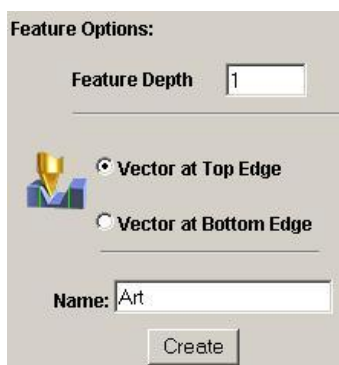 Feature Options:
Feature Depth 1
Vector at Top Edge
Vector at Bottom Edge
Name: Art
Create